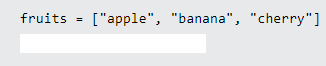 fruits = ["apple", "banana", "cherry"]